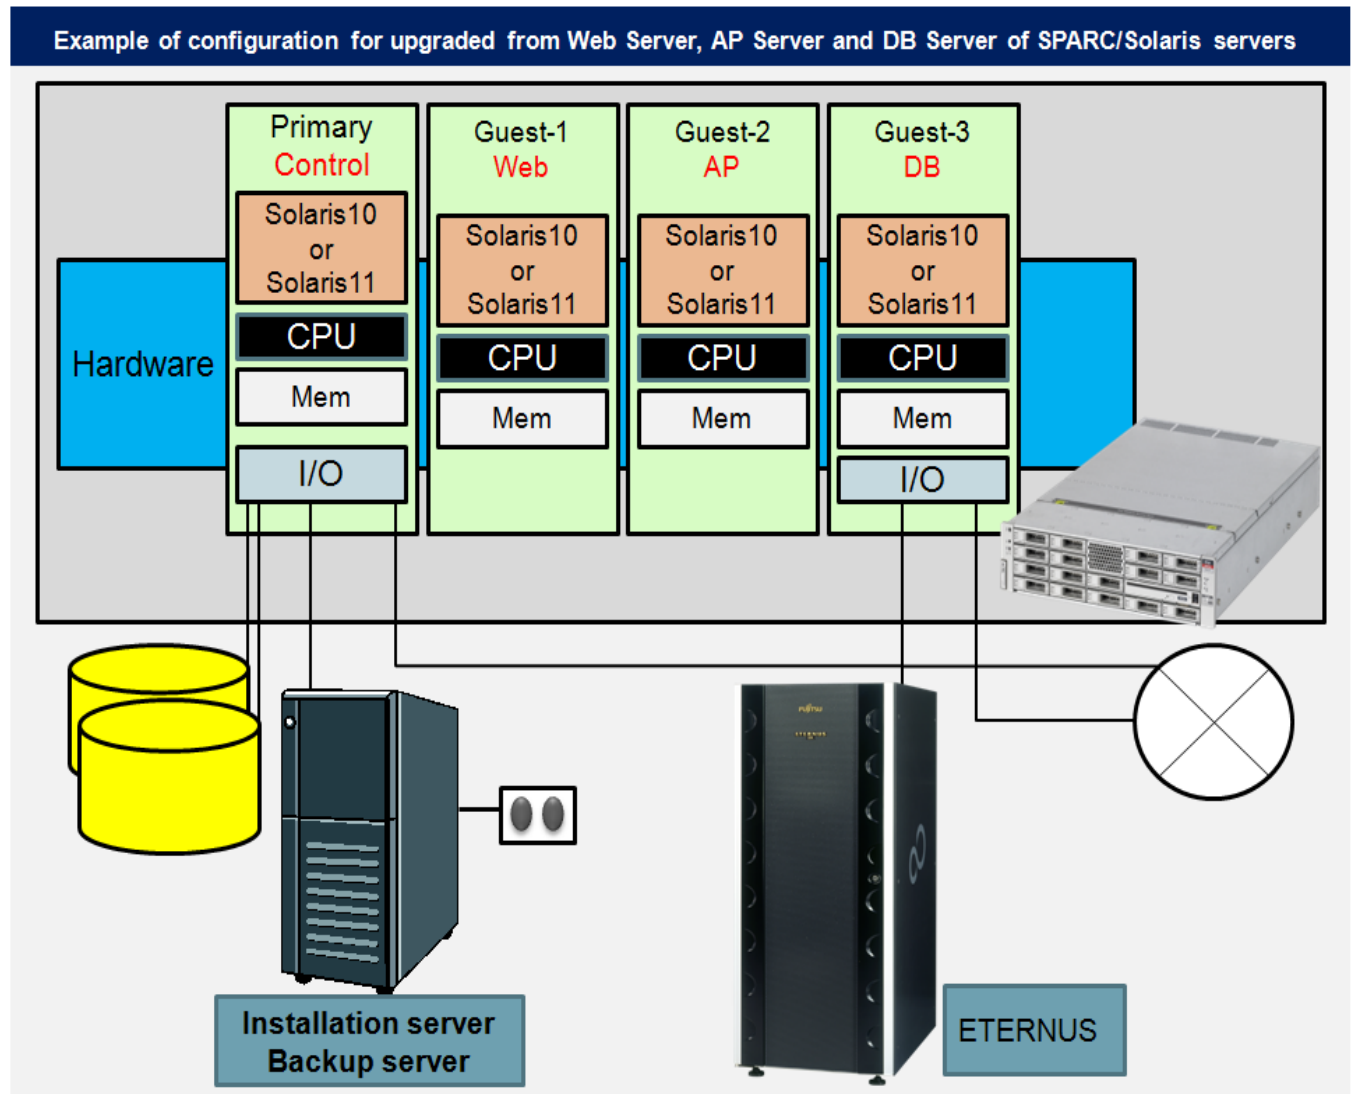 Example of configuration for upgraded from Web Server, AP Server and DB Server of SPARC/Solaris servers
Primary
Control
Solaris10
or
Solaris11
CPU
Mem
I/O
Guest-1
Web
Solaris10
or
Solaris11
CPU
Mem
Guest-2
AP
Solaris10
or
Solaris11
CPU
Mem
Guest-3
DB
Solaris10
or
Solaris11
CPU
Mem
I/O
Hardware
FUJITSU
ETERNUS
Installation server
Backup server
ETERNUS